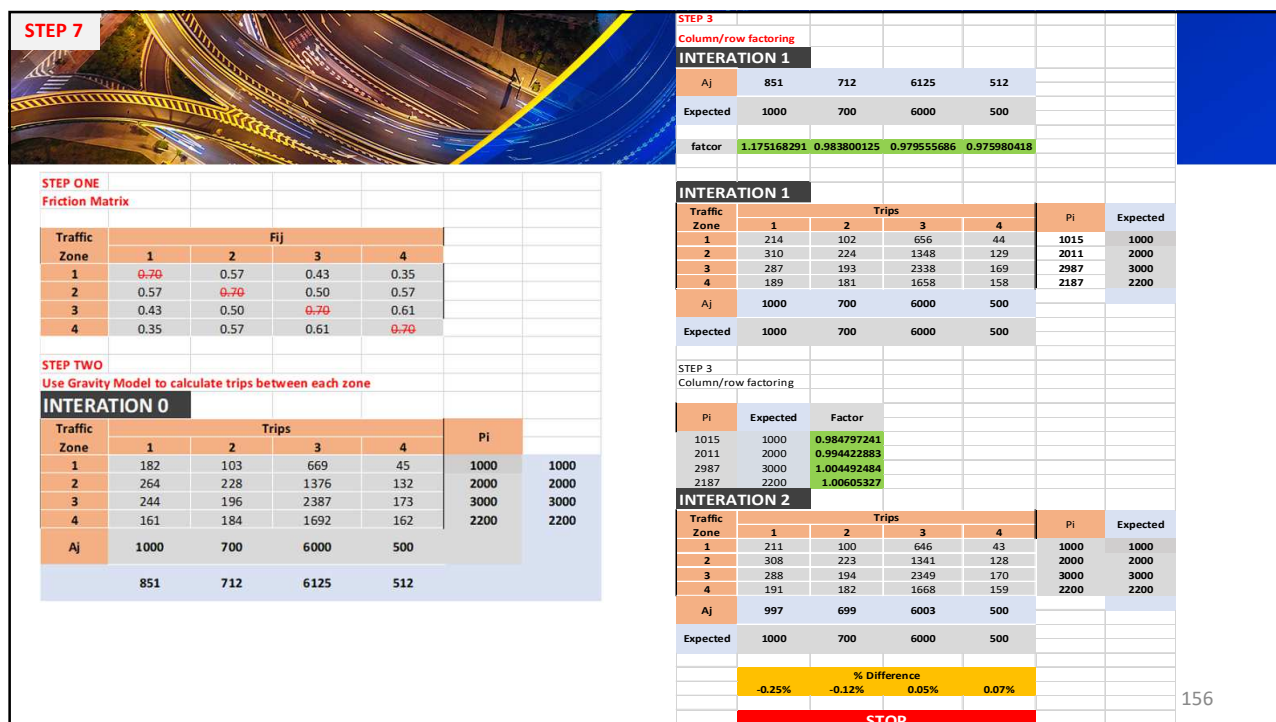 STEP 7
STEP ONE
Friction Matrix
Traffic Zone Fij
1 2 3 4
1 0.70 0.57 0.43 0.35
2 0.57 0.70 0.50 0.57
3 0.43 0.50 0.70 0.61
4 0.35 0.57 0.61 0.70
STEP TWO
Use Gravity Model to calculate trips between each zone
INTERATION 0
Traffic Zone Trips Pi
1 2 3 4
1 182 103 669 45 1000 1000
2 264 228 1376 132 2000 2000
3 244 196 2387 173 3000 3000
4 161 184 1692 162 2200 2200
Aj 1000 700 6000 500
851 712 6125 512
STEP 3
Column/row factoring
INTERATION 1
Aj 851 712 6125 512
Expected 1000 700 6000 500
fatcor 1.175168291 0.983800125 0.979555686 0.975980418
INTERATION 1
Traffic Zone Trips Pi Expected
1 2 3 4
1 214 102 656 44 1015 1000
2 310 224 1348 129 2011 2000
3 287 193 2338 169 2987 3000
4 189 181 1658 158 2187 2200
Aj 1000 700 6000 500
Expected 1000 700 6000 500
STEP 3
Column/row factoring
Pi Expected Factor
1015 1000 0.984797241
2011 2000 0.994422883
2987 3000 1.004492484
2187 2200 1.00605327
INTERATION 2
Traffic Zone Trips Pi Expected
1 2 3 4
1 211 100 646 43 1000 1000
2 308 223 1341 128 2000 2000
3 288 194 2349 170 3000 3000
4 191 182 1668 159 2200 2200
Aj 997 699 6003 500
Expected 1000 700 6000 500
% Difference
-0.25% -0.12% 0.05% 0.07%
STOP
156